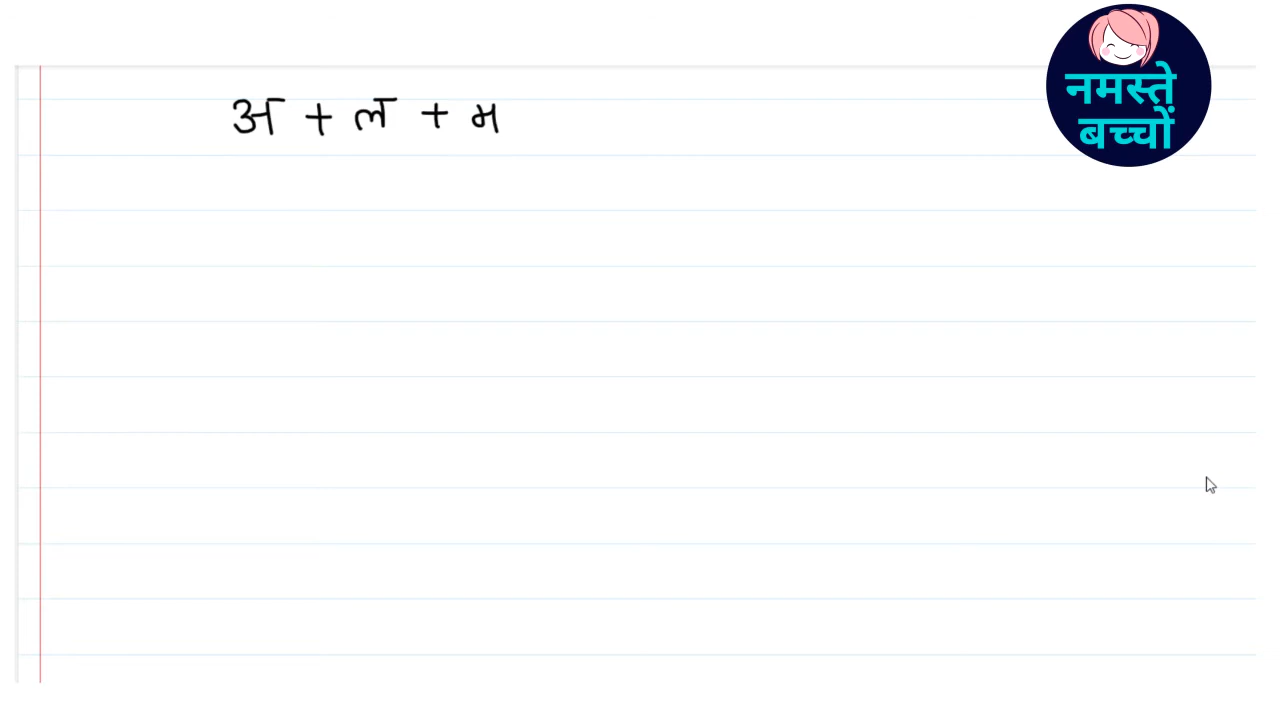 अ + ल + म
नमस्ते
बच्चों